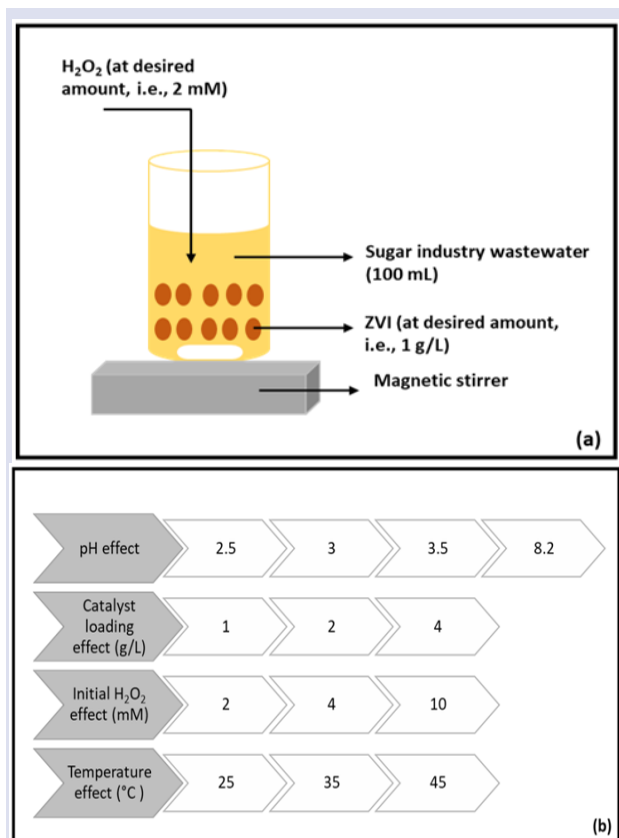 H₂O₂ (at desired
amount, i.e., 2 mM)
Sugar industry wastewater
(100 mL)
ZVI (at desired amount,
i.e., 1 g/L)
Magnetic stirrer
(a)
pH effect
2.5
3
3.5
8.2
Catalyst
loading
effect (g/L)
1
2
4
Initial H₂O₂
effect (mM)
2
4
10
Temperature
effect (°C )
25
35
45
(b)